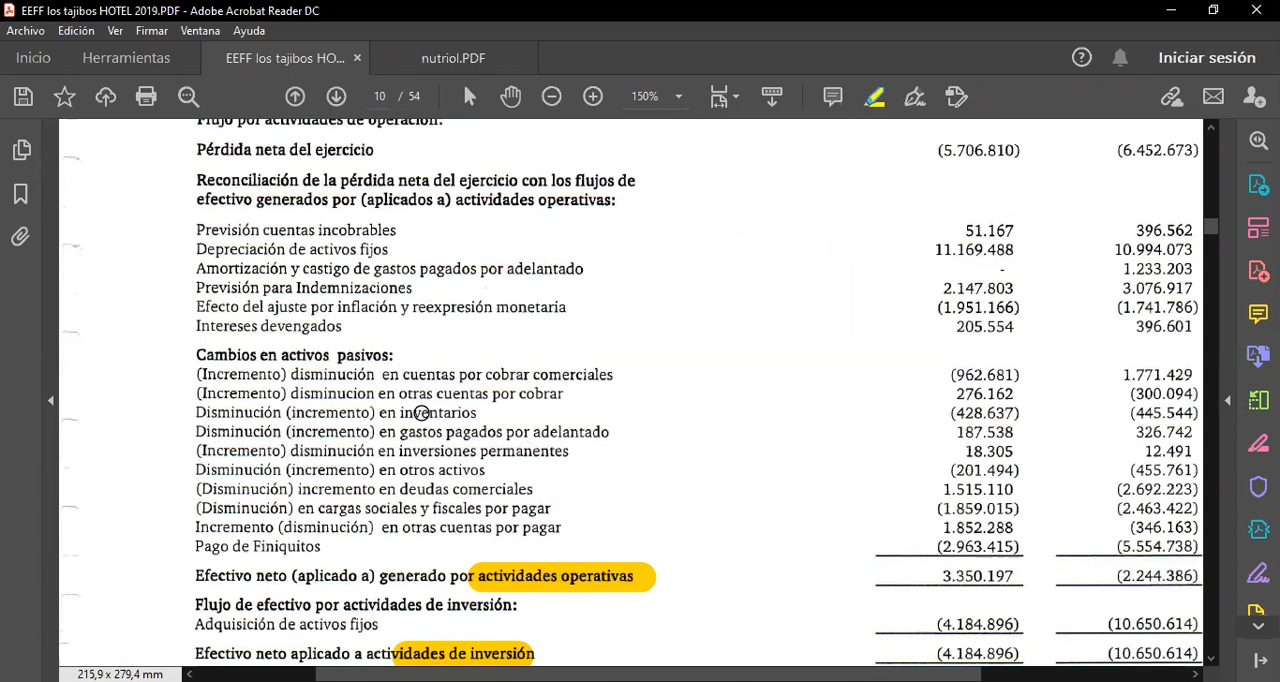 EEFF los tajibos HOTEL 2019.PDF - Adobe Acrobat Reader DC
Archivo Edición Ver Firmar Ventana Ayuda
Inicio Herramientas EEFF los tajibos HO... × nutriol.PDF Iniciar sesión
10 / 54 150%
Flujo por actividades de operación:
Pérdida neta del ejercicio (5.706.810) (6.452.673)
Reconciliación de la pérdida neta del ejercicio con los flujos de
efectivo generados por (aplicados a) actividades operativas:
Previsión cuentas incobrables 51.167 396.562
Depreciación de activos fijos 11.169.488 10.994.073
Amortización y castigo de gastos pagados por adelantado - 1.233.203
Previsión para Indemnizaciones 2.147.803 3.076.917
Efecto del ajuste por inflación y reexpresión monetaria (1.951.166) (1.741.786)
Intereses devengados 205.554 396.601
Cambios en activos pasivos:
(Incremento) disminución en cuentas por cobrar comerciales (962.681) 1.771.429
(Incremento) disminucion en otras cuentas por cobrar 276.162 (300.094)
Disminución (incremento) en inventarios (428.637) (445.544)
Disminución (incremento) en gastos pagados por adelantado 187.538 326.742
(Incremento) disminución en inversiones permanentes 18.305 12.491
Disminución (incremento) en otros activos (201.494) (455.761)
(Disminución) incremento en deudas comerciales 1.515.110 (2.692.223)
(Disminución) en cargas sociales y fiscales por pagar (1.859.015) (2.463.422)
Incremento (disminución) en otras cuentas por pagar 1.852.288 (346.163)
Pago de Finiquitos (2.963.415) (5.554.738)
Efectivo neto (aplicado a) generado por actividades operativas 3.350.197 (2.244.386)
Flujo de efectivo por actividades de inversión:
Adquisición de activos fijos (4.184.896) (10.650.614)
Efectivo neto aplicado a actividades de inversión (4.184.896) (10.650.614)
215,9 x 279,4 mm